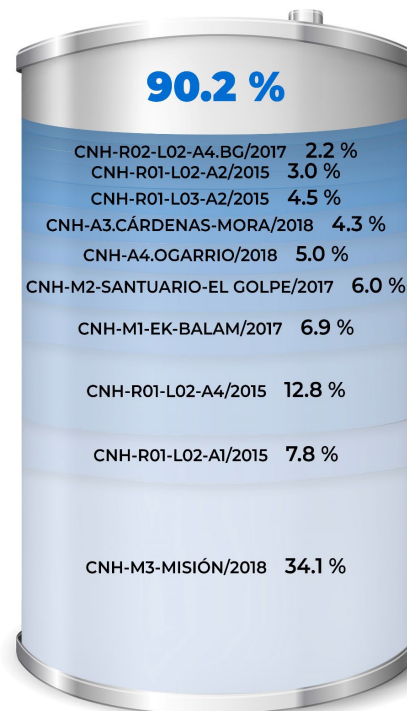 90.2 %
CNH-R02-L02-A4.BG/2017 2.2 %
CNH-R01-L02-A2/2015 3.0 %
CNH-R01-L03-A2/2015 4.5 %
CNH-A3.CÁRDENAS-MORA/2018 4.3 %
CNH-A4.OGARRIO/2018 5.0 %
CNH-M2-SANTUARIO-EL GOLPE/2017 6.0 %
CNH-M1-EK-BALAM/2017 6.9 %
CNH-R01-L02-A4/2015 12.8 %
CNH-R01-L02-A1/2015 7.8 %
CNH-M3-MISIÓN/2018 34.1 %